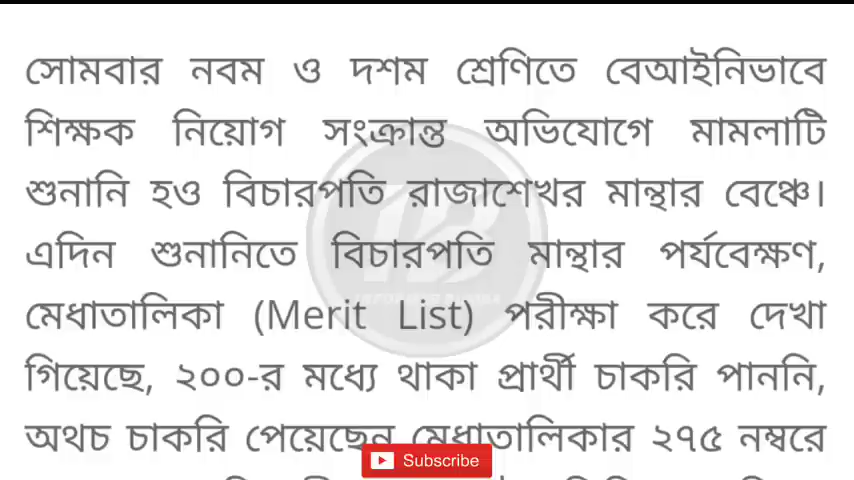 সোমবার নবম ও দশম শ্রেণিতে বেআইনিভাবে
শিক্ষক নিয়োগ সংক্রান্ত অভিযোগে মামলাটি
শুনানি হও বিচারপতি রাজাশেখর মান্থার বেঞ্চে।
এদিন শুনানিতে বিচারপতি মান্থার পর্যবেক্ষণ,
মেধাতালিকা (Merit List) পরীক্ষা করে দেখা
গিয়েছে, ২০০-র মধ্যে থাকা প্রার্থী চাকরি পাননি,
অথচ চাকরি পেয়েছেন মেধাতালিকার ২৭৫ নম্বরে
Subscribe